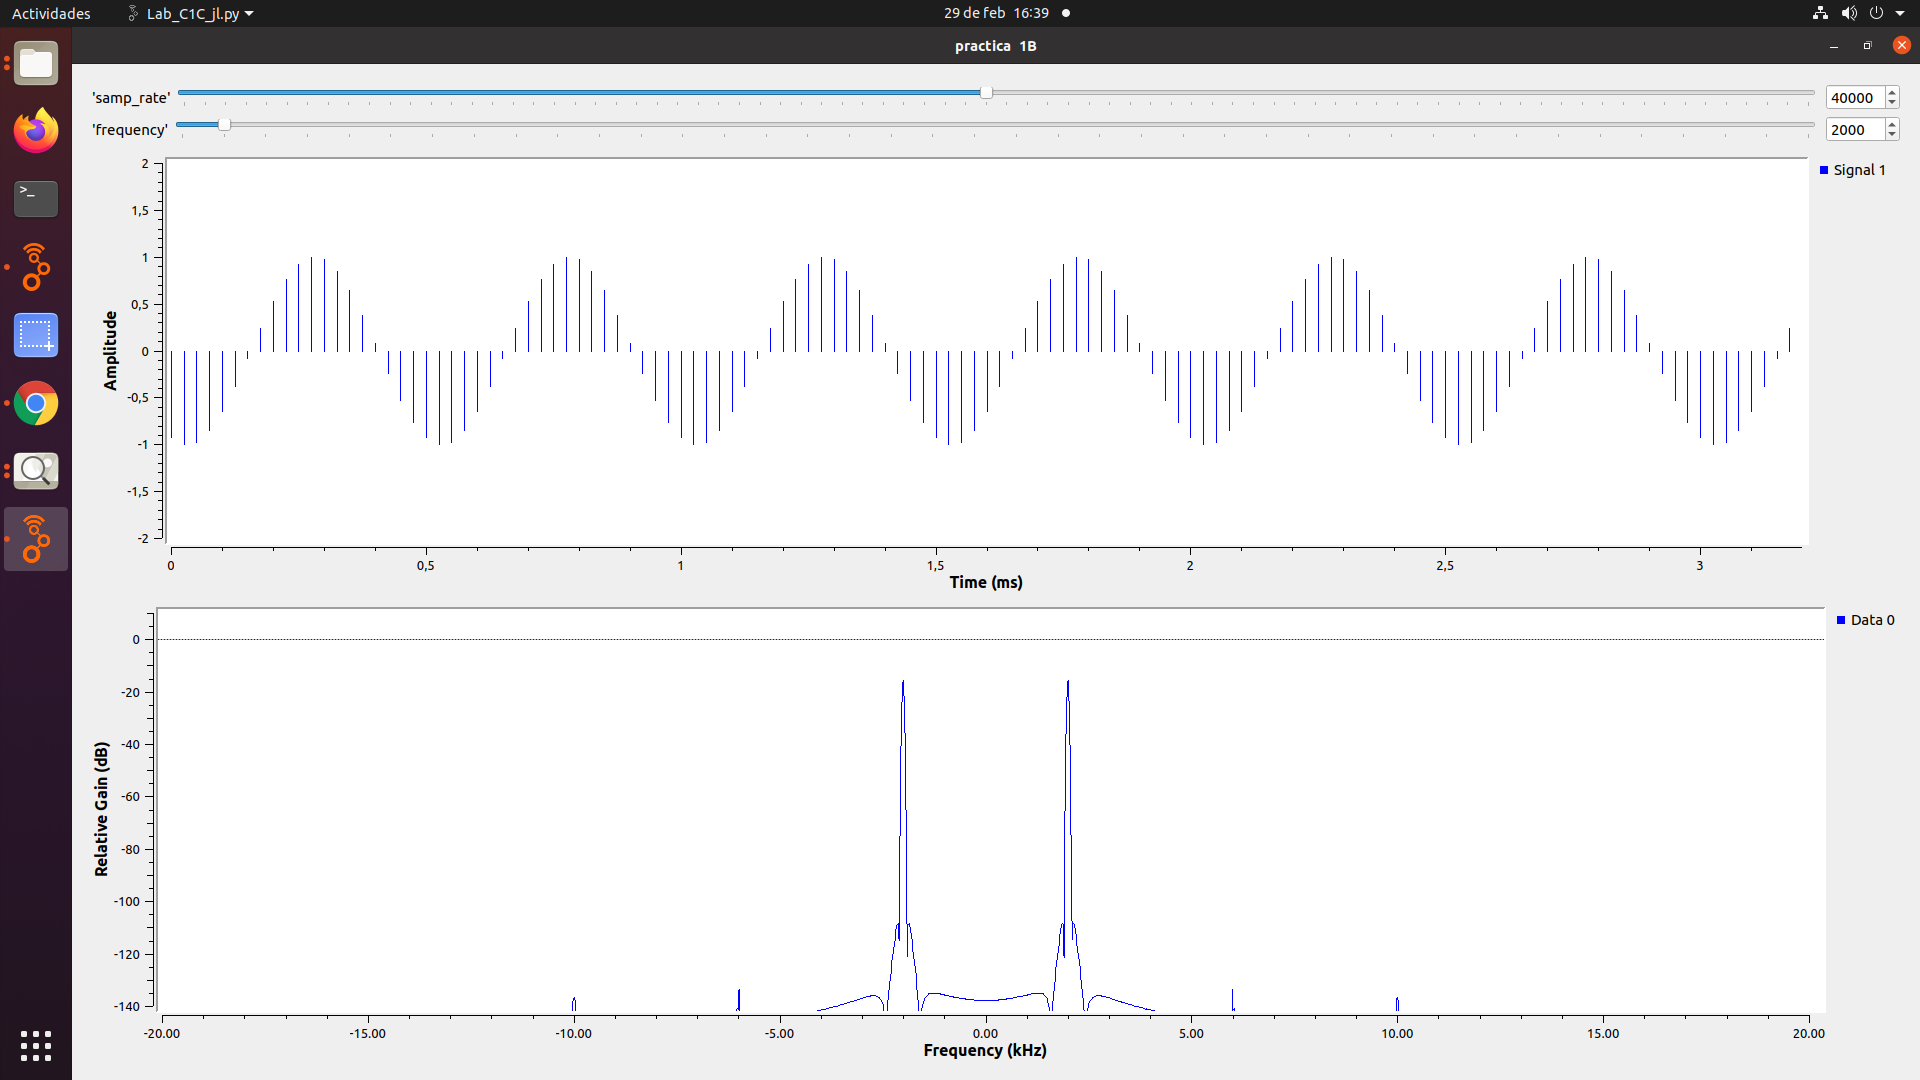 Actividades Lab_C1C_jl.py 29 de feb 16:39
practica 1B
'samp_rate' 40000
'frequency' 2000
Signal 1
2
1,5
1
0,5
0
-0,5
-1
-1,5
-2
Amplitude
0 0,5 1 1,5 2 2,5 3
Time (ms)
Data 0
0
-20
-40
-60
-80
-100
-120
-140
Relative Gain (dB)
-20.00 -15.00 -10.00 -5.00 0.00 5.00 10.00 15.00 20.00
Frequency (kHz)